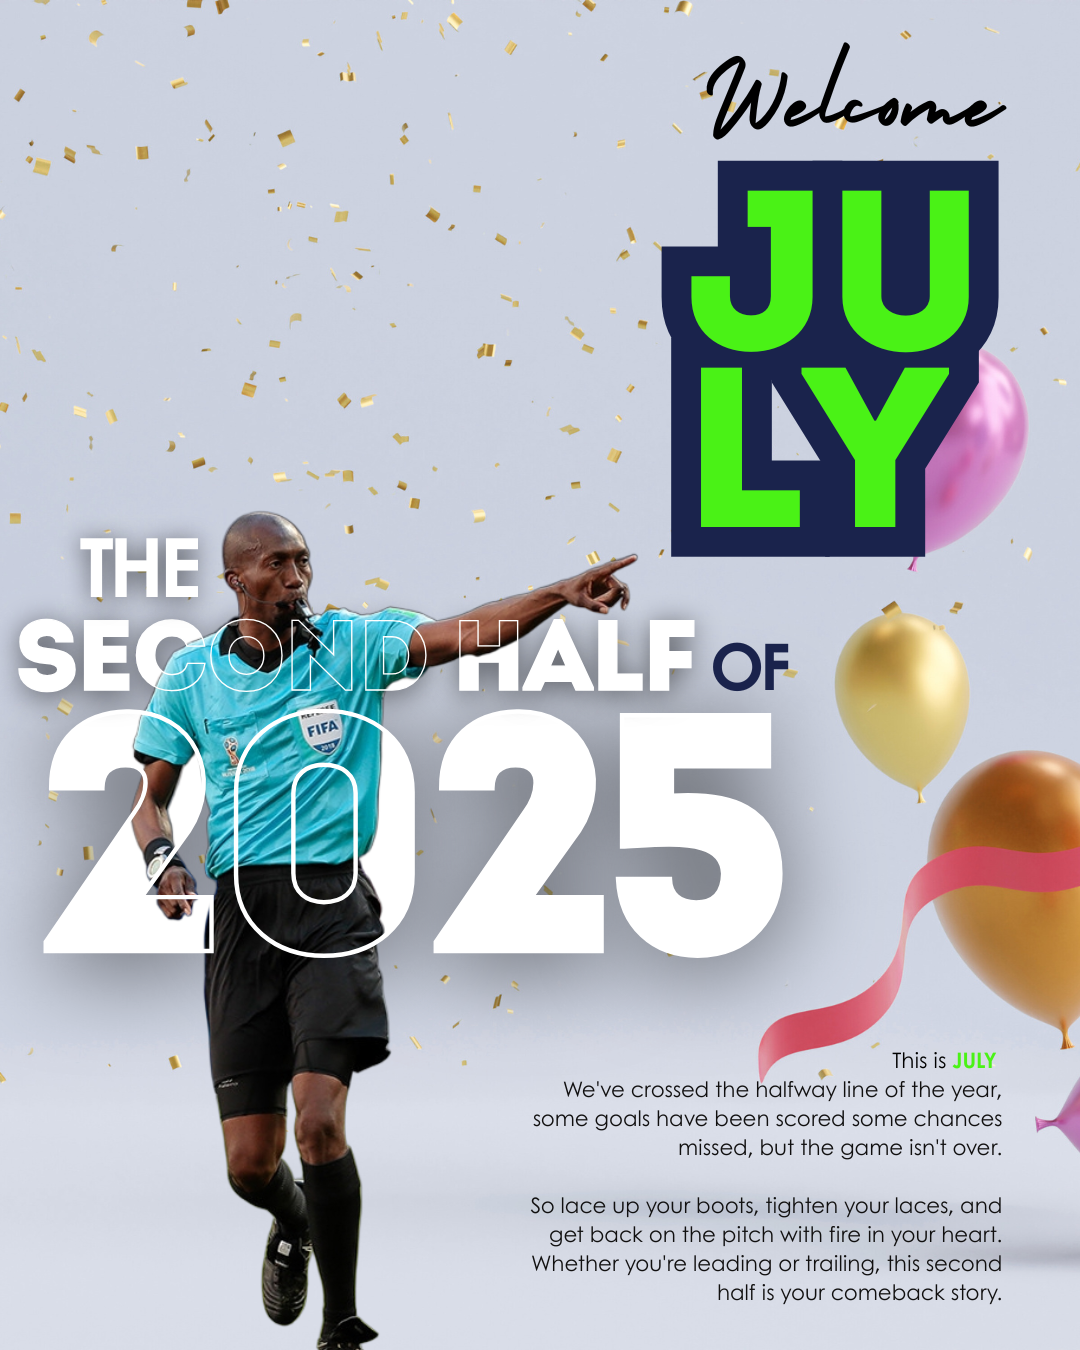 Welcome
JU
LY
THE
SECOND HALF OF
2025
REFEREE
FIFA
2018
This is JULY
We've crossed the halfway line of the year,
some goals have been scored some chances
missed, but the game isn't over.
So lace up your boots, tighten your laces, and
get back on the pitch with fire in your heart.
Whether you're leading or trailing, this second
half is your comeback story.